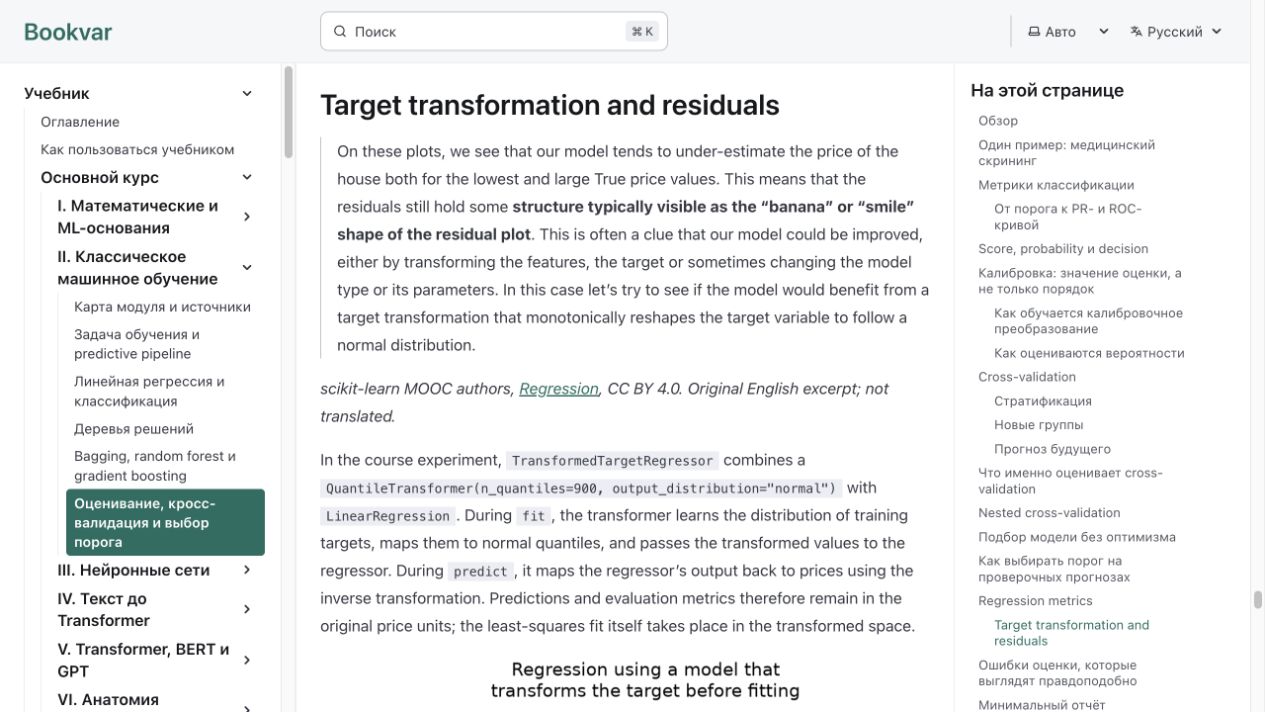 Bookvar
Поиск
⌘ K
Авто
Русский
Учебник
Оглавление
Как пользоваться учебником
Основной курс
I. Математические и
ML-основания
II. Классическое
машинное обучение
Карта модуля и источники
Задача обучения и
predictive pipeline
Линейная регрессия и
классификация
Деревья решений
Bagging, random forest и
gradient boosting
Оценивание, кросс-
валидация и выбор
порога
III. Нейронные сети
IV. Текст до
Transformer
V. Transformer, BERT и
GPT
VI. Анатомия
Target transformation and residuals
On these plots, we see that our model tends to under-estimate the price of the
house both for the lowest and large True price values. This means that the
residuals still hold some structure typically visible as the “banana” or “smile”
shape of the residual plot. This is often a clue that our model could be improved,
either by transforming the features, the target or sometimes changing the model
type or its parameters. In this case let’s try to see if the model would benefit from a
target transformation that monotonically reshapes the target variable to follow a
normal distribution.
scikit-learn MOOC authors, Regression, CC BY 4.0. Original English excerpt; not
translated.
In the course experiment, TransformedTargetRegressor combines a
QuantileTransformer(n_quantiles=900, output_distribution="normal") with
LinearRegression. During fit, the transformer learns the distribution of training
targets, maps them to normal quantiles, and passes the transformed values to the
regressor. During predict, it maps the regressor’s output back to prices using the
inverse transformation. Predictions and evaluation metrics therefore remain in the
original price units; the least-squares fit itself takes place in the transformed space.
Regression using a model that
transforms the target before fitting
На этой странице
Обзор
Один пример: медицинский
скрининг
Метрики классификации
От порога к PR- и ROC-
кривой
Score, probability и decision
Калибровка: значение оценки, а
не только порядок
Как обучается калибровочное
преобразование
Как оцениваются вероятности
Cross-validation
Стратификация
Новые группы
Прогноз будущего
Что именно оценивает cross-
validation
Nested cross-validation
Подбор модели без оптимизма
Как выбирать порог на
проверочных прогнозах
Regression metrics
Target transformation and
residuals
Ошибки оценки, которые
выглядят правдоподобно
Минимальный отчёт